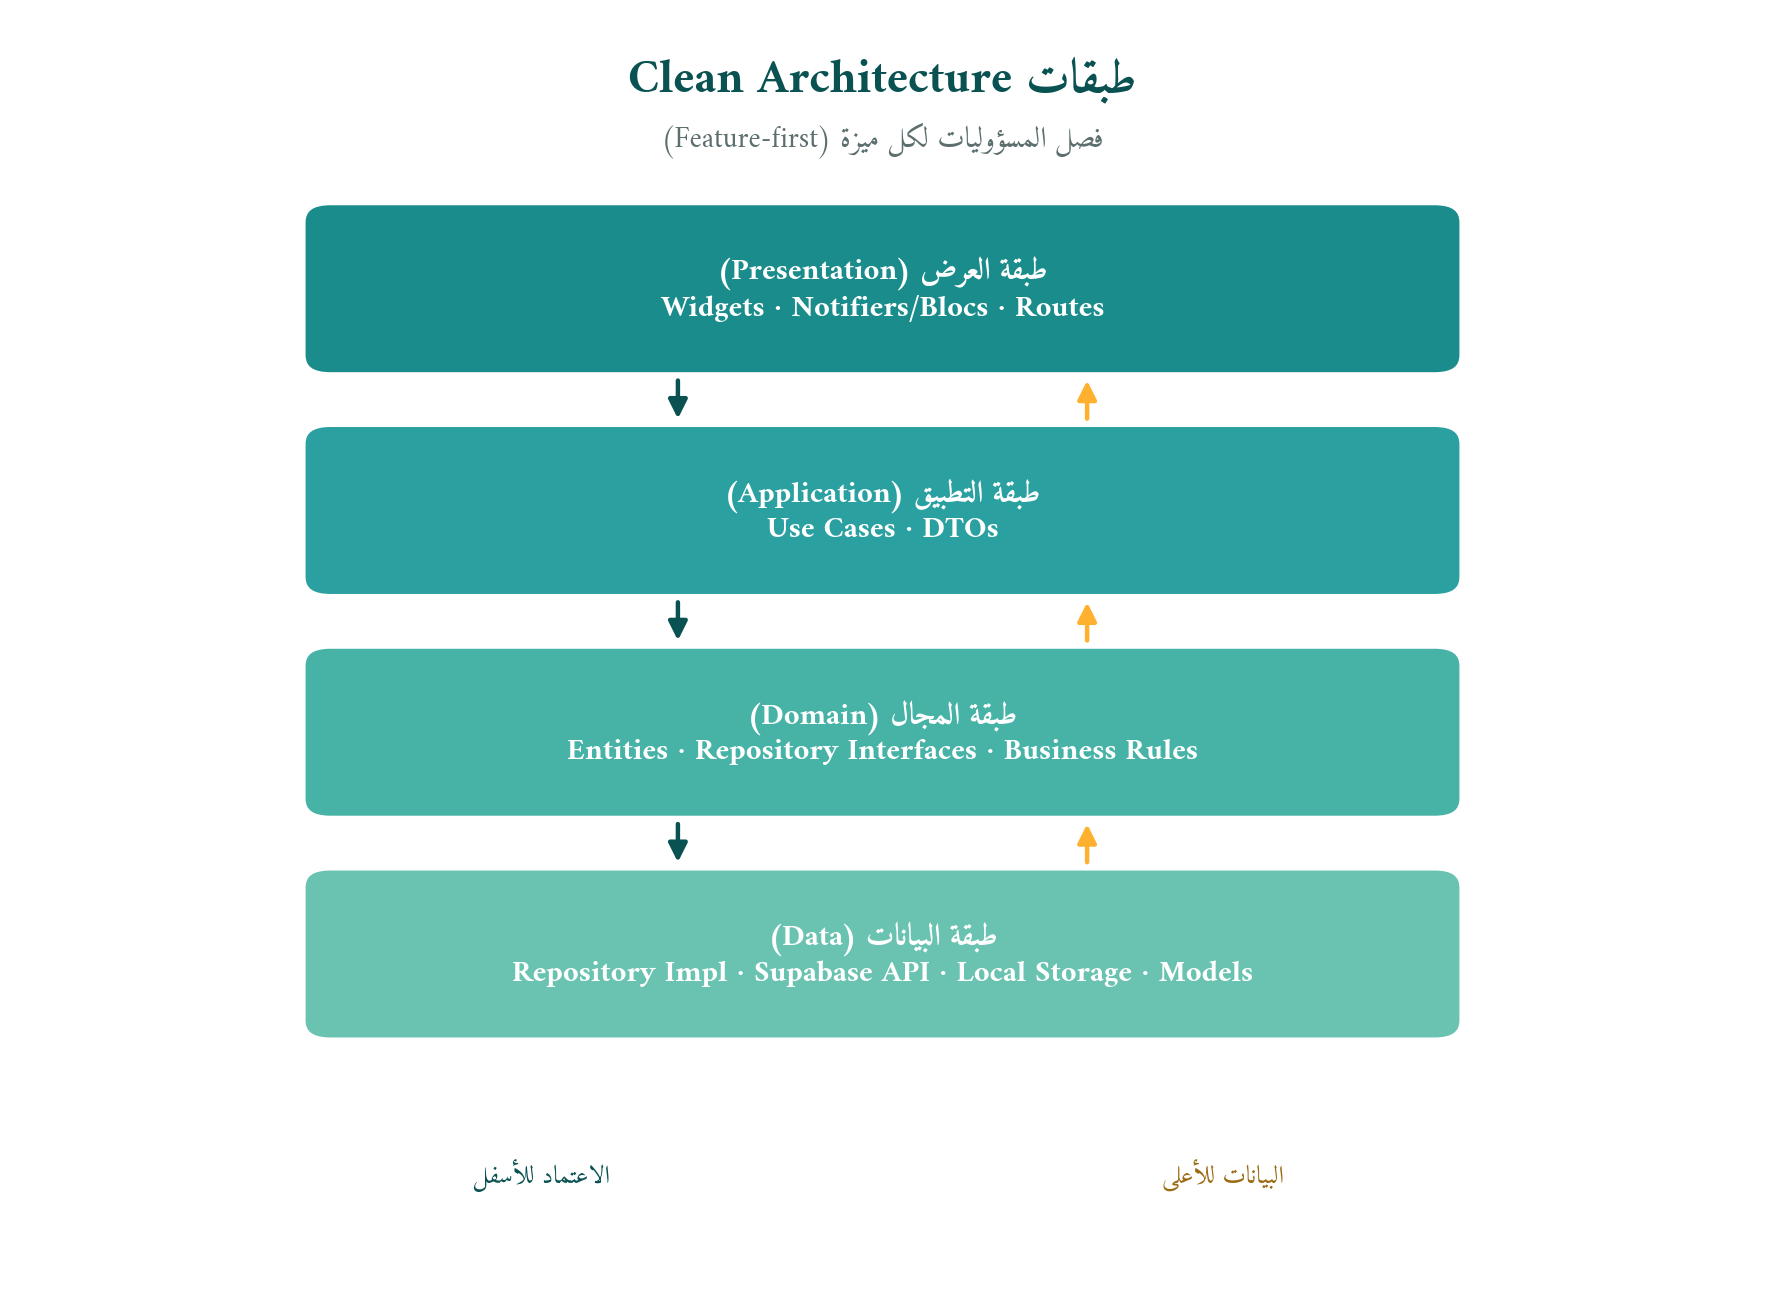 طبقات Clean Architecture
فصل المسؤوليات لكل ميزة (Feature-first)
طبقة العرض (Presentation)
Widgets · Notifiers/Blocs · Routes
طبقة التطبيق (Application)
Use Cases · DTOs
طبقة المجال (Domain)
Entities · Repository Interfaces · Business Rules
طبقة البيانات (Data)
Repository Impl · Supabase API · Local Storage · Models
البيانات للأعلى
الاعتماد للأسفل